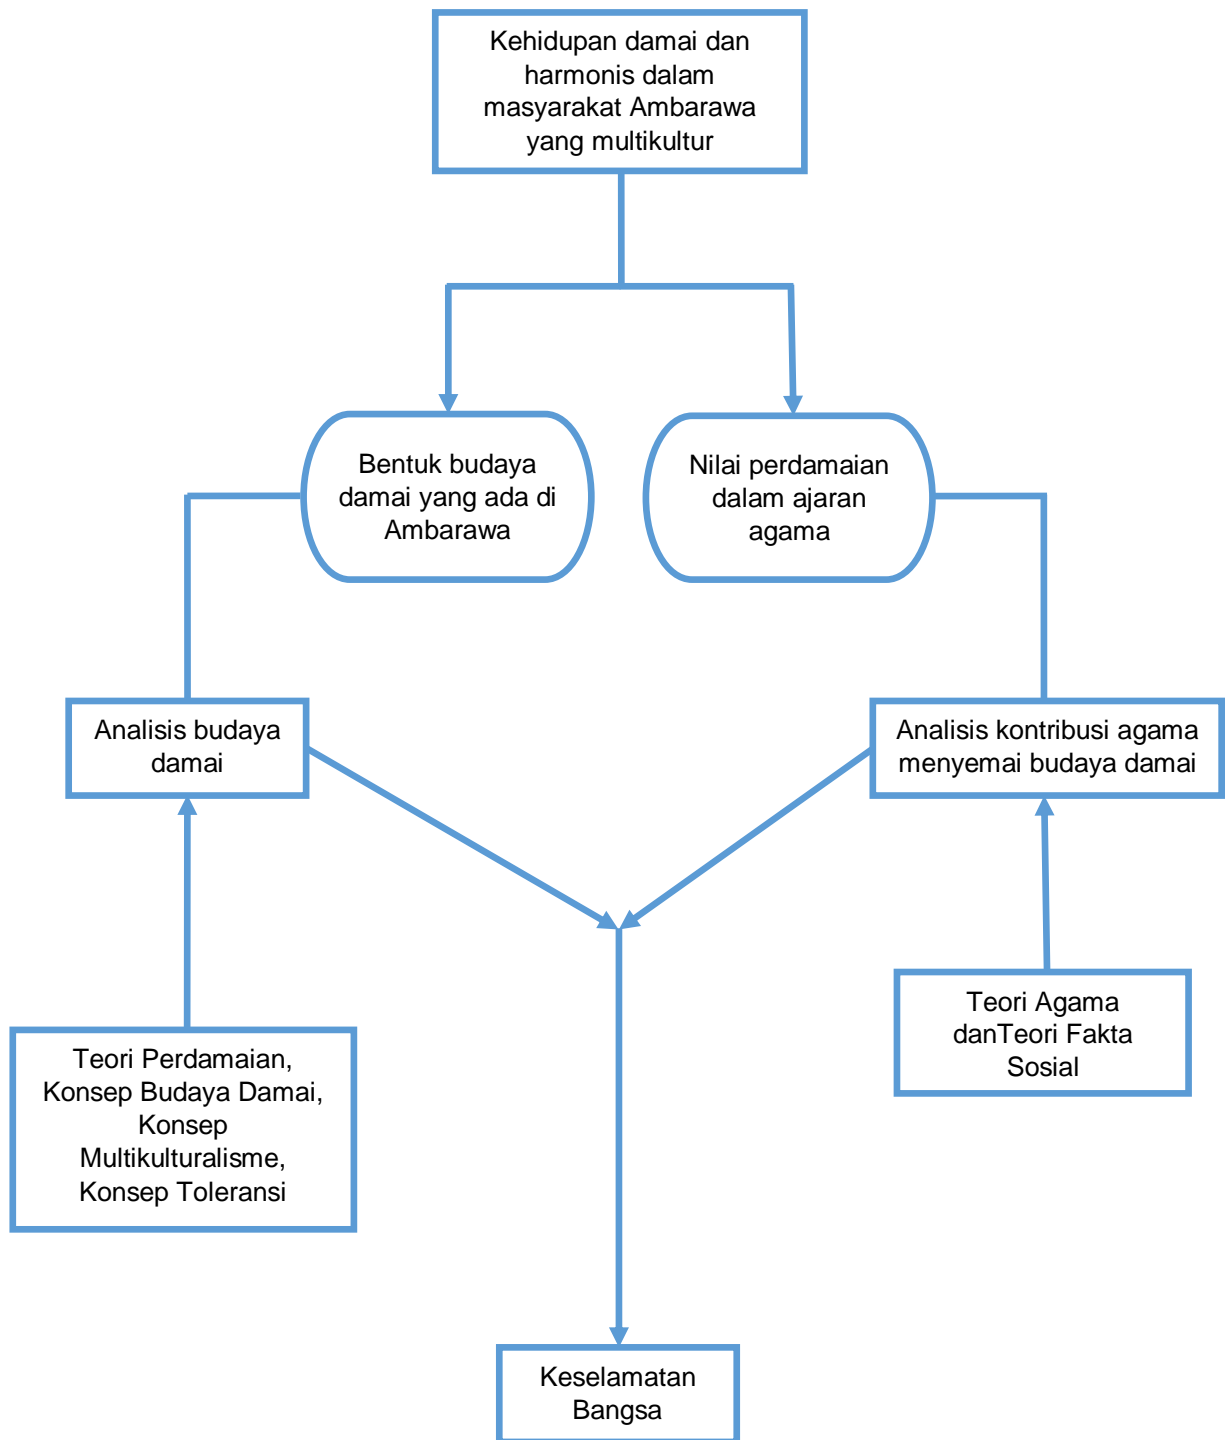 Kehidupan damai dan
harmonis dalam
masyarakat Ambarawa
yang multikultur
Bentuk budaya
damai yang ada di
Ambarawa
Nilai perdamaian
dalam ajaran
agama
Analisis budaya
damai
Analisis kontribusi agama
menyemai budaya damai
Teori Perdamaian,
Konsep Budaya Damai,
Konsep
Multikulturalisme,
Konsep Toleransi
Teori Agama
danTeori Fakta
Sosial
Keselamatan
Bangsa